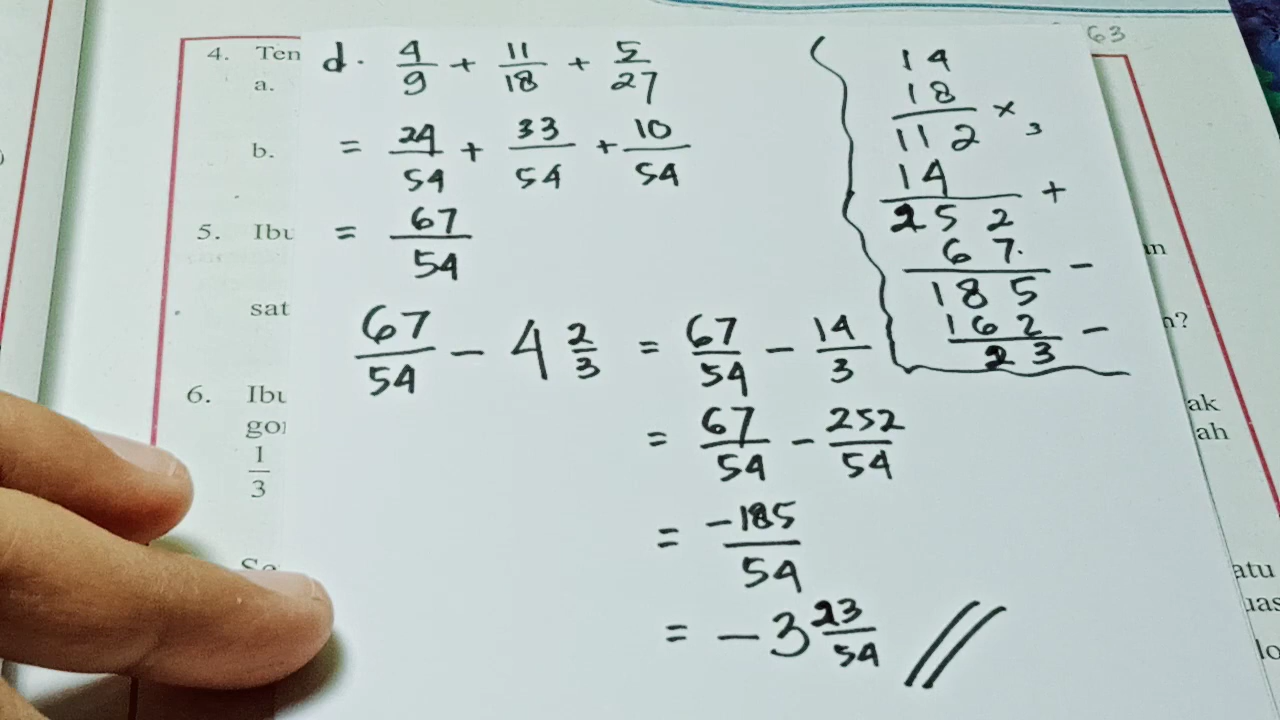 63
4. Ten
a.
b.
5. Ibu
sat
6. Ibu
gor
1/3
d. 4/9 + 11/18 + 5/27
= 24/54 + 33/54 + 10/54
= 67/54
67/54 - 4 2/3 = 67/54 - 14/3
= 67/54 - 252/54
= -185/54
= -3 23/54 //
14
18 ×
112 3
14 +
252
67 -
185
162 -
23
n?
ak
ah
atu
uas